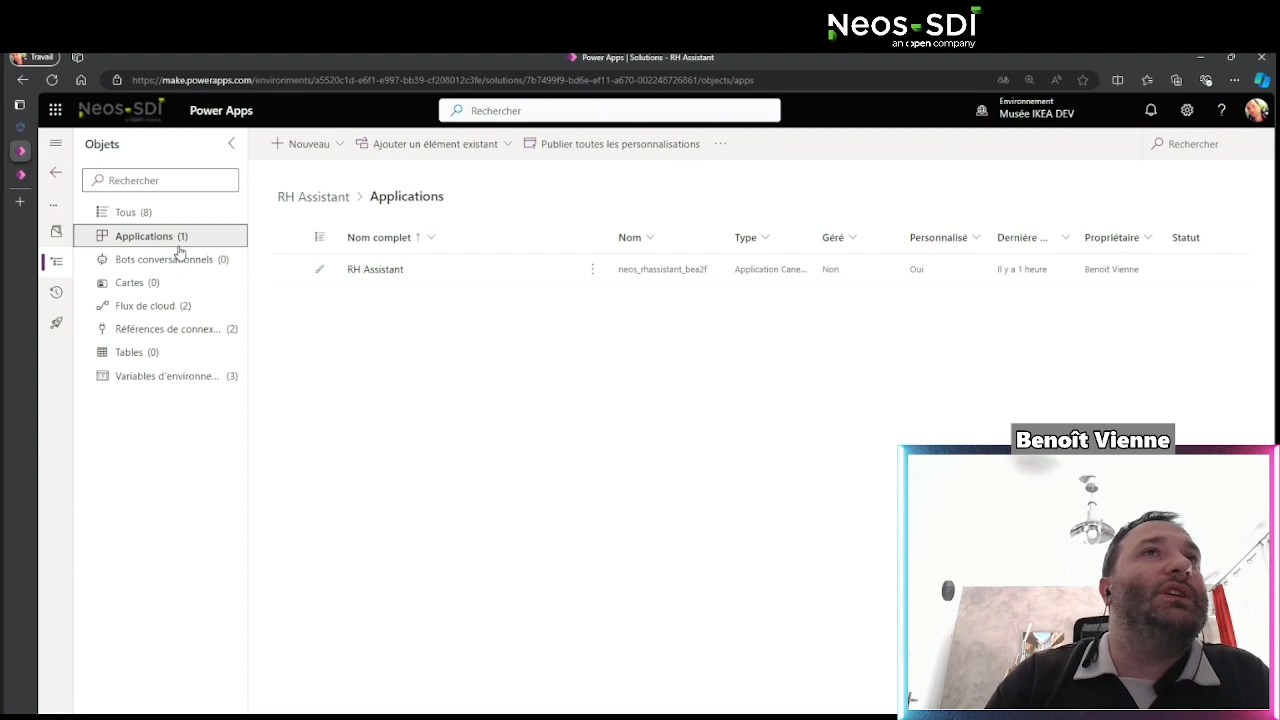 Neos-SDI
an open company
Travail
Power Apps | Solutions - RH Assistant
https://make.powerapps.com/environments/a5520c1d-e6f1-e997-bb39-cf208012c3fe/solutions/7b7499f9-bd6e-ef11-a670-002248726861/objects/apps
Neos-SDI
Power Apps
Rechercher
Environnement
Musée IKEA DEV
Objets
Nouveau
Ajouter un élément existant
Publier toutes les personnalisations
Rechercher
Rechercher
Tous (8)
Applications (1)
Bots conversationnels (0)
Cartes (0)
Flux de cloud (2)
Références de connex... (2)
Tables (0)
Variables d'environne... (3)
RH Assistant > Applications
Nom complet ↑ Nom Type Géré Personnalisé Dernière ... Propriétaire Statut
RH Assistant neos_rhassistant_bea2f Application Cane... Non Oui Il y a 1 heure Benoit Vienne
Benoît Vienne